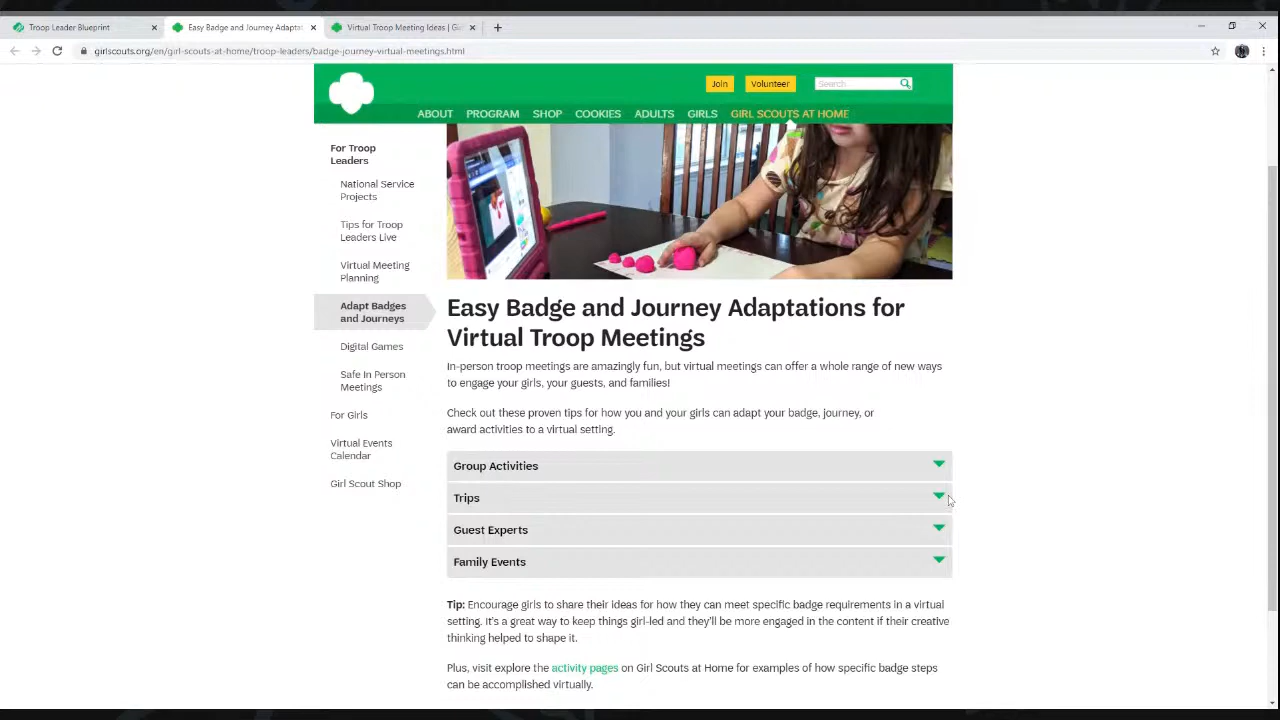 Troop Leader Blueprint
Easy Badge and Journey Adaptat
Virtual Troop Meeting Ideas | Gi
girlscouts.org/en/girl-scouts-at-home/troop-leaders/badge-journey-virtual-meetings.html
Join
Volunteer
Search
ABOUT PROGRAM SHOP COOKIES ADULTS GIRLS GIRL SCOUTS AT HOME
For Troop
Leaders
National Service
Projects
Tips for Troop
Leaders Live
Virtual Meeting
Planning
Adapt Badges
and Journeys
Digital Games
Safe In Person
Meetings
For Girls
Virtual Events
Calendar
Girl Scout Shop
Easy Badge and Journey Adaptations for
Virtual Troop Meetings
In-person troop meetings are amazingly fun, but virtual meetings can offer a whole range of new ways
to engage your girls, your guests, and families!
Check out these proven tips for how you and your girls can adapt your badge, journey, or
award activities to a virtual setting.
Group Activities
Trips
Guest Experts
Family Events
Tip: Encourage girls to share their ideas for how they can meet specific badge requirements in a virtual
setting. It's a great way to keep things girl-led and they'll be more engaged in the content if their creative
thinking helped to shape it.
Plus, visit explore the activity pages on Girl Scouts at Home for examples of how specific badge steps
can be accomplished virtually.